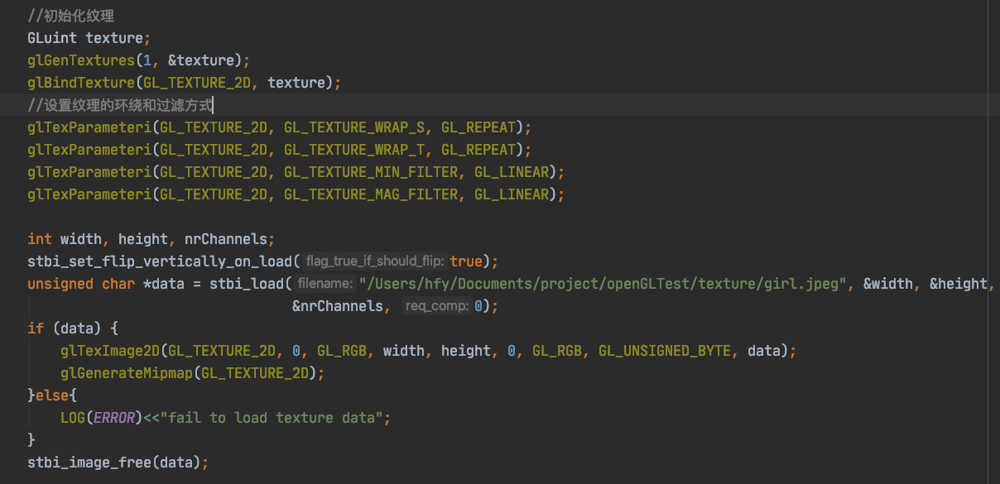 //初始化纹理
GLuint texture;
glGenTextures(1, &texture);
glBindTexture(GL_TEXTURE_2D, texture);
//设置纹理的环绕和过滤方式
glTexParameteri(GL_TEXTURE_2D, GL_TEXTURE_WRAP_S, GL_REPEAT);
glTexParameteri(GL_TEXTURE_2D, GL_TEXTURE_WRAP_T, GL_REPEAT);
glTexParameteri(GL_TEXTURE_2D, GL_TEXTURE_MIN_FILTER, GL_LINEAR);
glTexParameteri(GL_TEXTURE_2D, GL_TEXTURE_MAG_FILTER, GL_LINEAR);
int width, height, nrChannels;
stbi_set_flip_vertically_on_load( flag_true_if_should_flip: true);
unsigned char *data = stbi_load( filename: "/Users/hfy/Documents/project/openGLTest/texture/girl.jpeg", &width, &height,
&nrChannels, req_comp: 0);
if (data) {
glTexImage2D(GL_TEXTURE_2D, 0, GL_RGB, width, height, 0, GL_RGB, GL_UNSIGNED_BYTE, data);
glGenerateMipmap(GL_TEXTURE_2D);
}else{
LOG(ERROR)<<"fail to load texture data";
}
stbi_image_free(data);